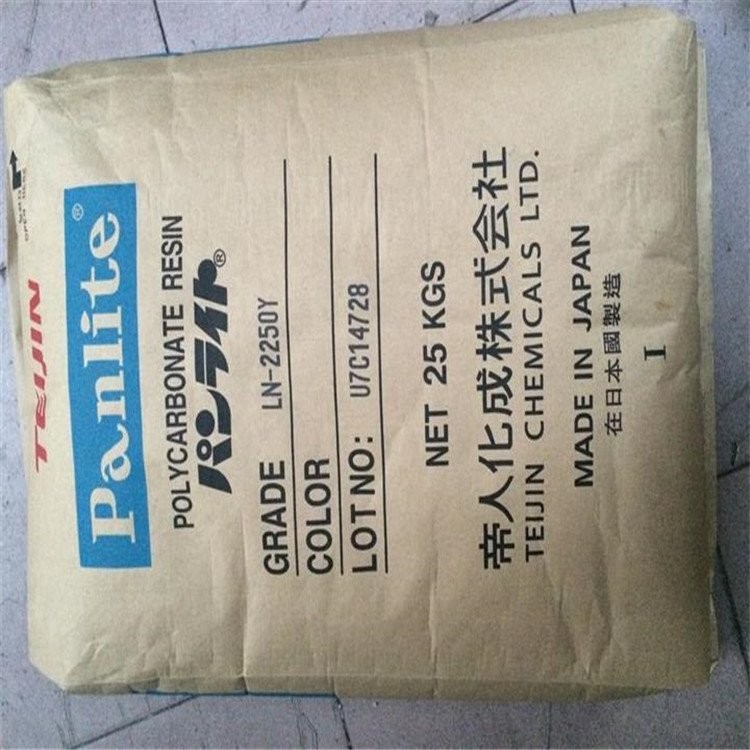 TEIJIN
Panlite®
POLYCARBONATE RESIN
パンライト®
GRADE LN-2250Y
COLOR
LOT NO: U7C14728
NET 25 KGS
帝人化成株式会社
TEIJIN CHEMICALS LTD.
MADE IN JAPAN
在日本國製造
I